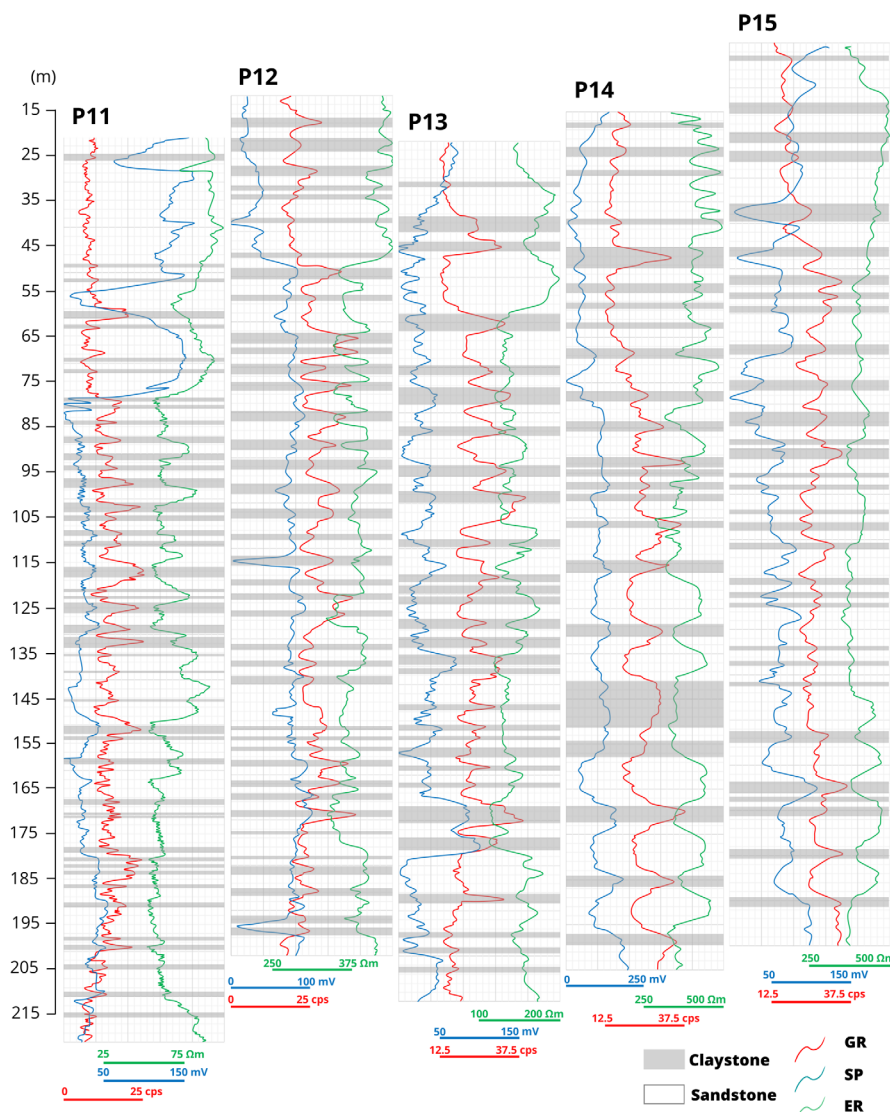 P15
P12
(m)
P14
P11
P13
15
25
35
45
55
65
75
85
95
105
115
125
135
145
155
165
175
185
195
205
215
250 375 Ωm
0 100 mV
0 25 cps
250 500 Ωm
50 150 mV
12.5 37.5 cps
0 250 mV
250 500 Ωm
12.5 37.5 cps
100 200 Ωm
50 150 mV
12.5 37.5 cps
25 75 Ωm
50 150 mV
0 25 cps
Claystone
Sandstone
GR
SP
ER